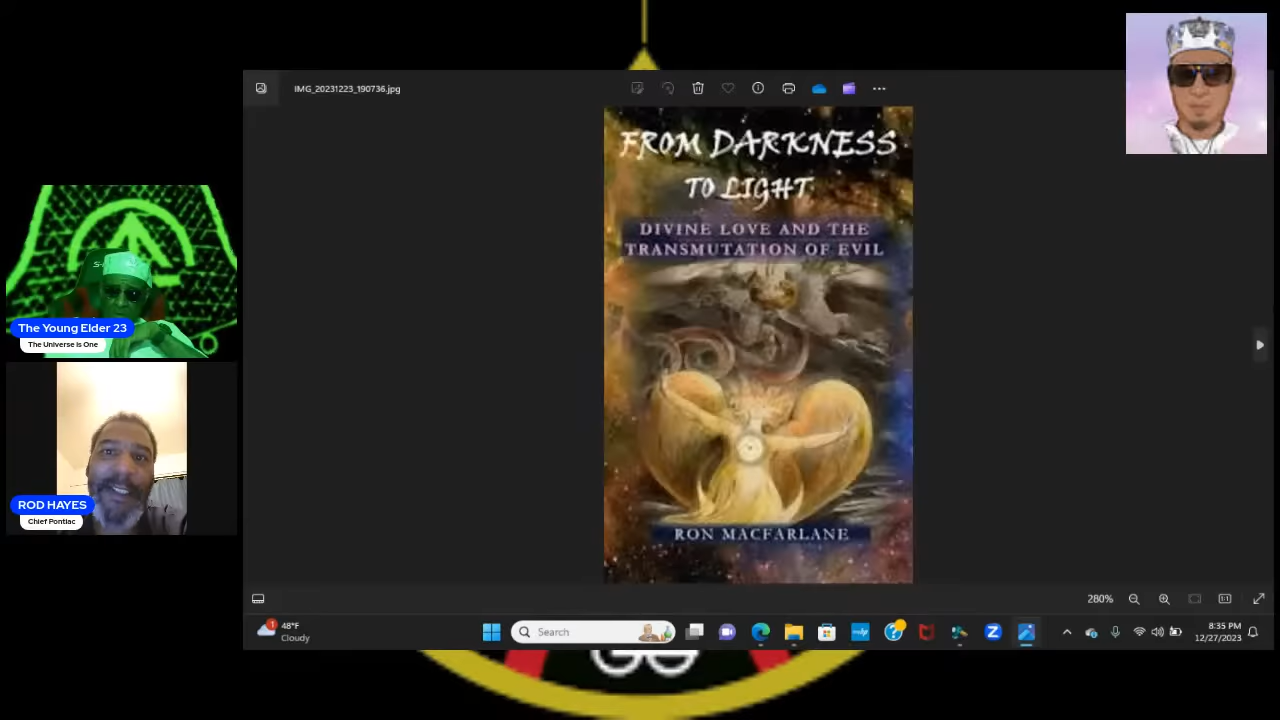 IMG_20231223_190736.jpg
FROM DARKNESS
TO LIGHT
DIVINE LOVE AND THE
TRANSMUTATION OF EVIL
RON MACFARLANE
The Young Elder 23
The Universe is One
ROD HAYES
Chief Pontiac
280%
1
48°F
Cloudy
Search
8:35 PM
12/27/2023